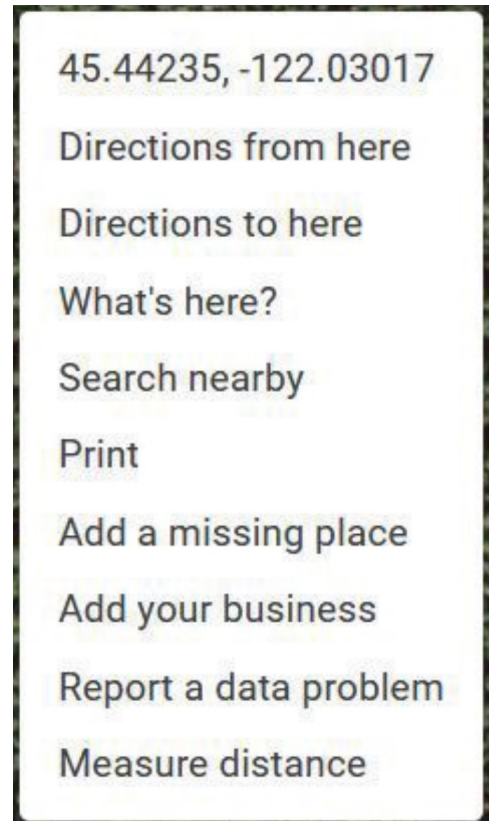 45.44235, -122.03017
Directions from here
Directions to here
What's here?
Search nearby
Print
Add a missing place
Add your business
Report a data problem
Measure distance